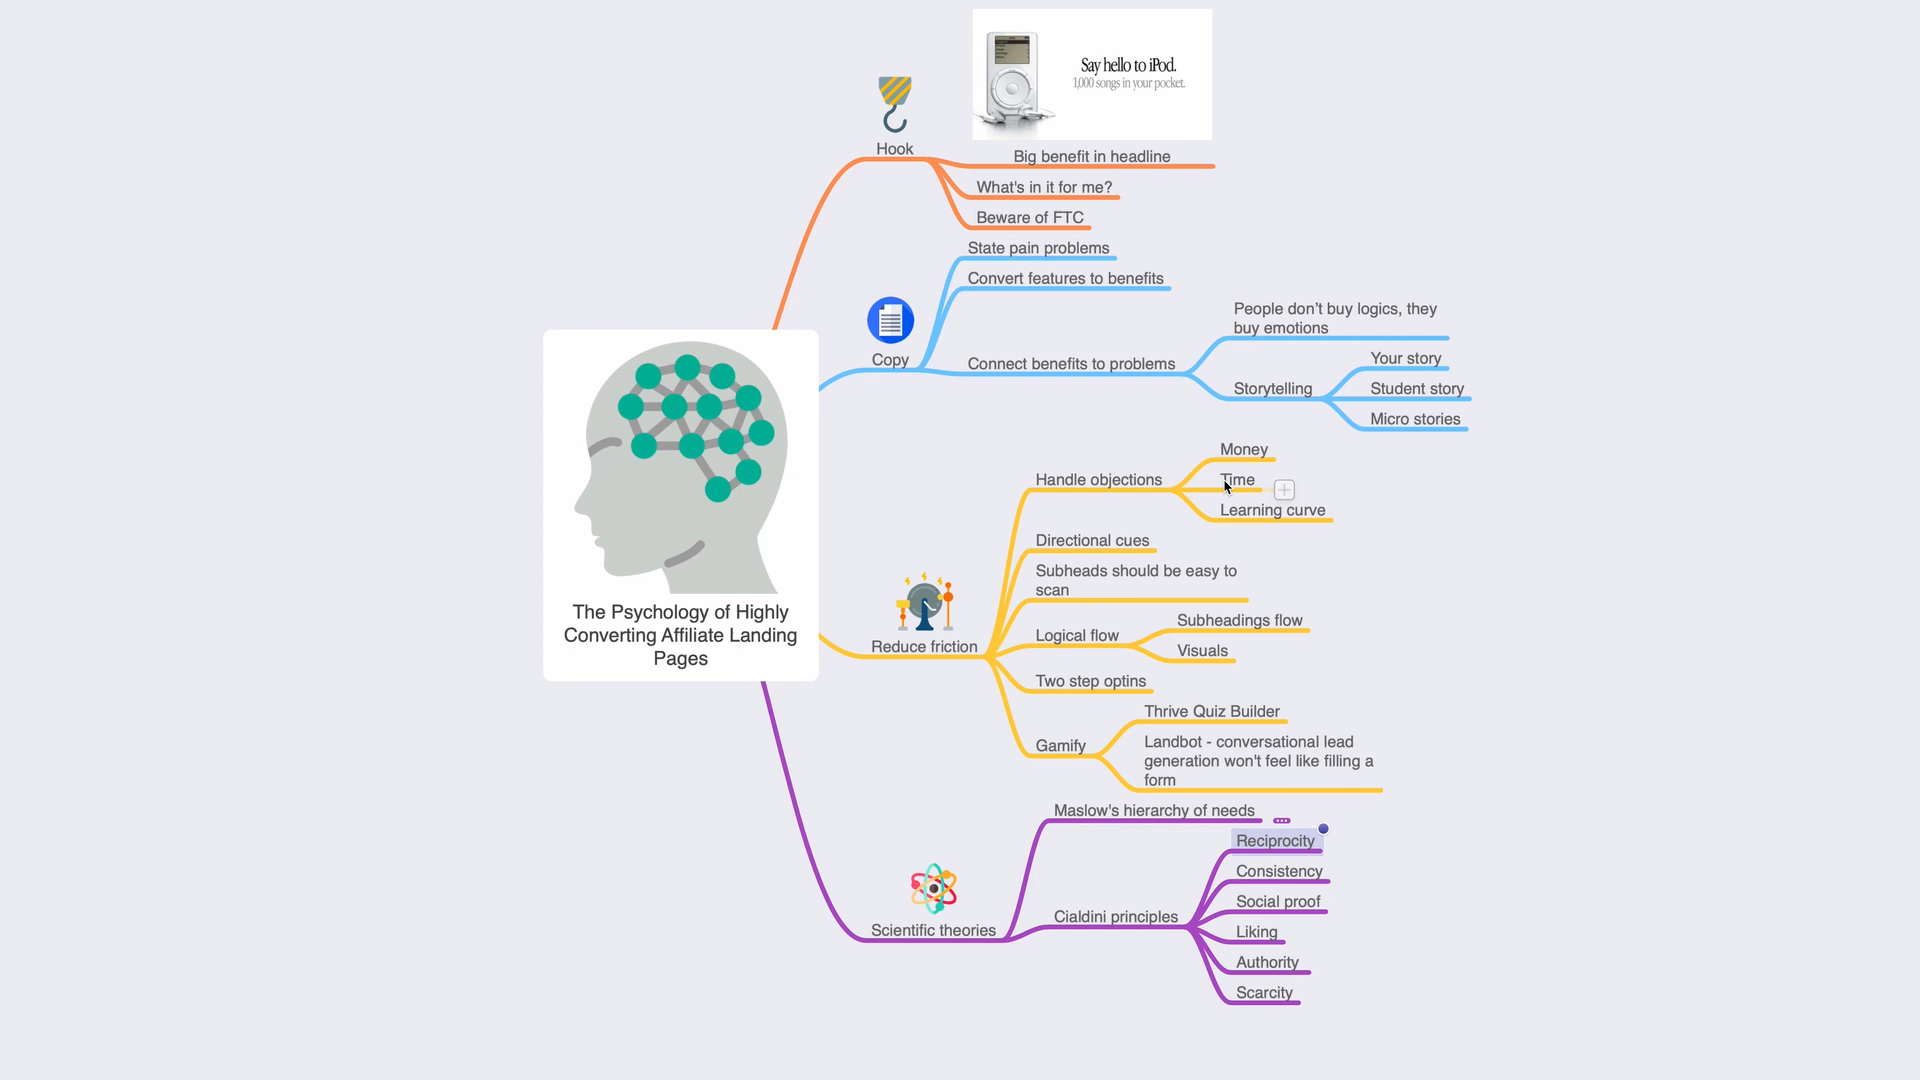 Say hello to iPod.
1,000 songs in your pocket.
Hook
Big benefit in headline
What's in it for me?
Beware of FTC
State pain problems
Convert features to benefits
Copy
Connect benefits to problems
People don’t buy logics, they
buy emotions
Storytelling
Your story
Student story
Micro stories
The Psychology of Highly
Converting Affiliate Landing
Pages
Reduce friction
Handle objections
Money
Time
Learning curve
Directional cues
Subheads should be easy to
scan
Logical flow
Subheadings flow
Visuals
Two step optins
Gamify
Thrive Quiz Builder
Landbot - conversational lead
generation won't feel like filling a
form
Scientific theories
Maslow's hierarchy of needs
Cialdini principles
Reciprocity
Consistency
Social proof
Liking
Authority
Scarcity